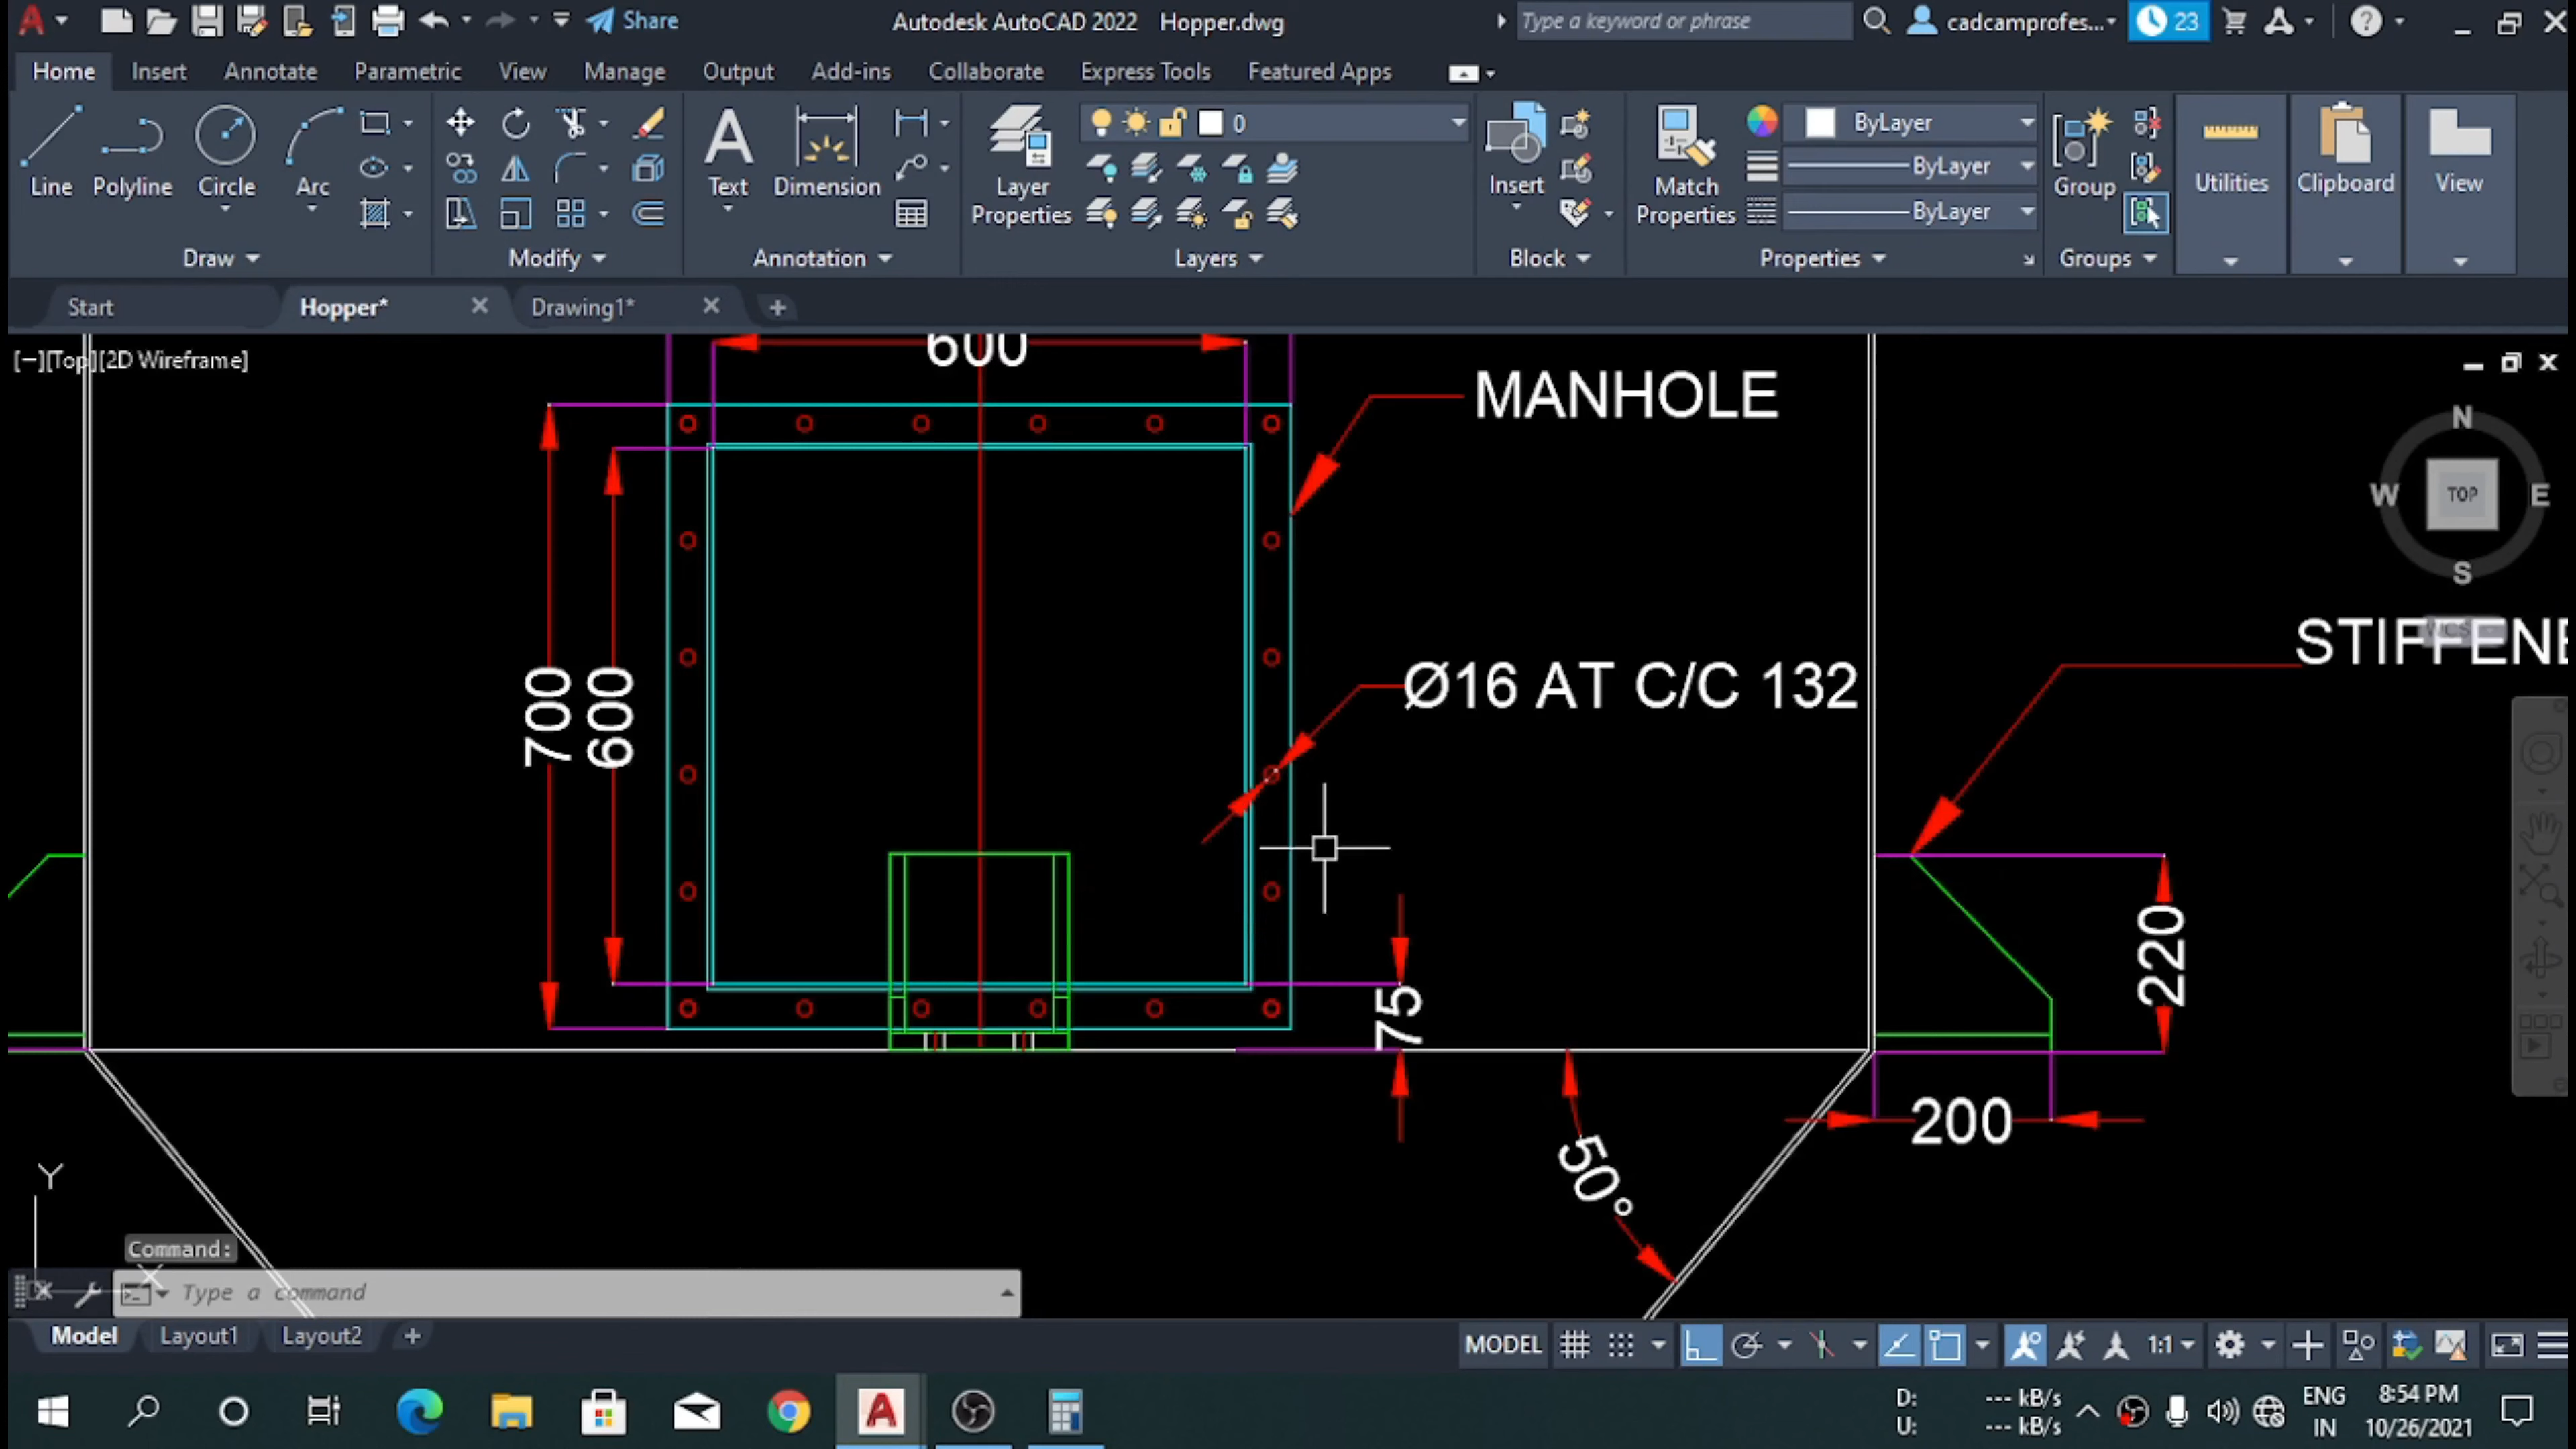 Share
Autodesk AutoCAD 2022 Hopper.dwg
Type a keyword or phrase
cadcamprofes...
23
Home Insert Annotate Parametric View Manage Output Add-ins Collaborate Express Tools Featured Apps
Line Polyline Circle Arc
Text Dimension
Layer Properties
0
Insert
Match Properties
ByLayer
ByLayer
ByLayer
Group
Utilities Clipboard View
Draw Modify Annotation Layers Block Properties Groups
Start Hopper* Drawing1*
[−][Top][2D Wireframe]
600
MANHOLE
N
W TOP E
S
WCS
STIFFENE
700
600
Ø16 AT C/C 132
220
75
200
50°
Y
X
Command:
Type a command
Model Layout1 Layout2 +
MODEL
1:1
D: --- kB/s
U: --- kB/s
ENG
IN
8:54 PM
10/26/2021